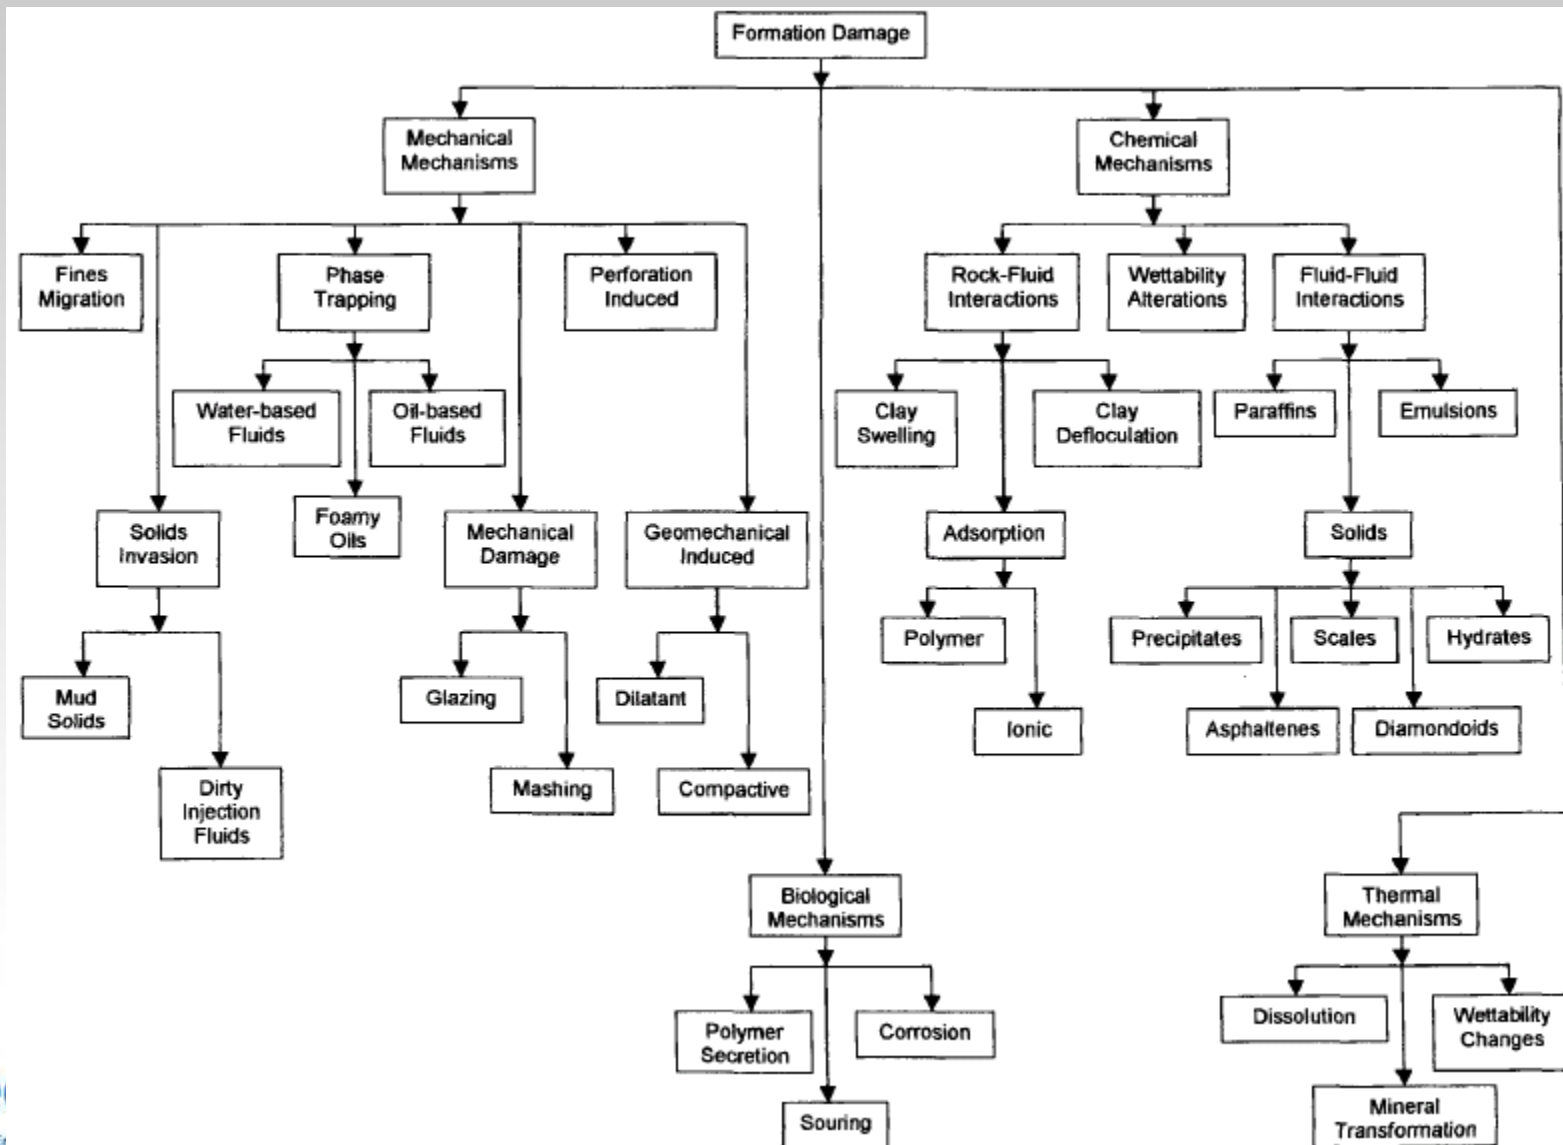 Formation Damage
Mechanical
Mechanisms
Chemical
Mechanisms
Fines
Migration
Phase
Trapping
Perforation
Induced
Rock-Fluid
Interactions
Wettability
Alterations
Fluid-Fluid
Interactions
Water-based
Fluids
Oil-based
Fluids
Clay
Swelling
Clay
Defloculation
Paraffins
Emulsions
Solids
Invasion
Foamy
Oils
Mechanical
Damage
Geomechanical
Induced
Adsorption
Solids
Polymer
Precipitates
Scales
Hydrates
Mud
Solids
Glazing
Dilatant
Ionic
Asphaltenes
Diamondoids
Dirty
Injection
Fluids
Mashing
Compactive
Biological
Mechanisms
Thermal
Mechanisms
Polymer
Secretion
Corrosion
Dissolution
Wettability
Changes
Souring
Mineral
Transformation